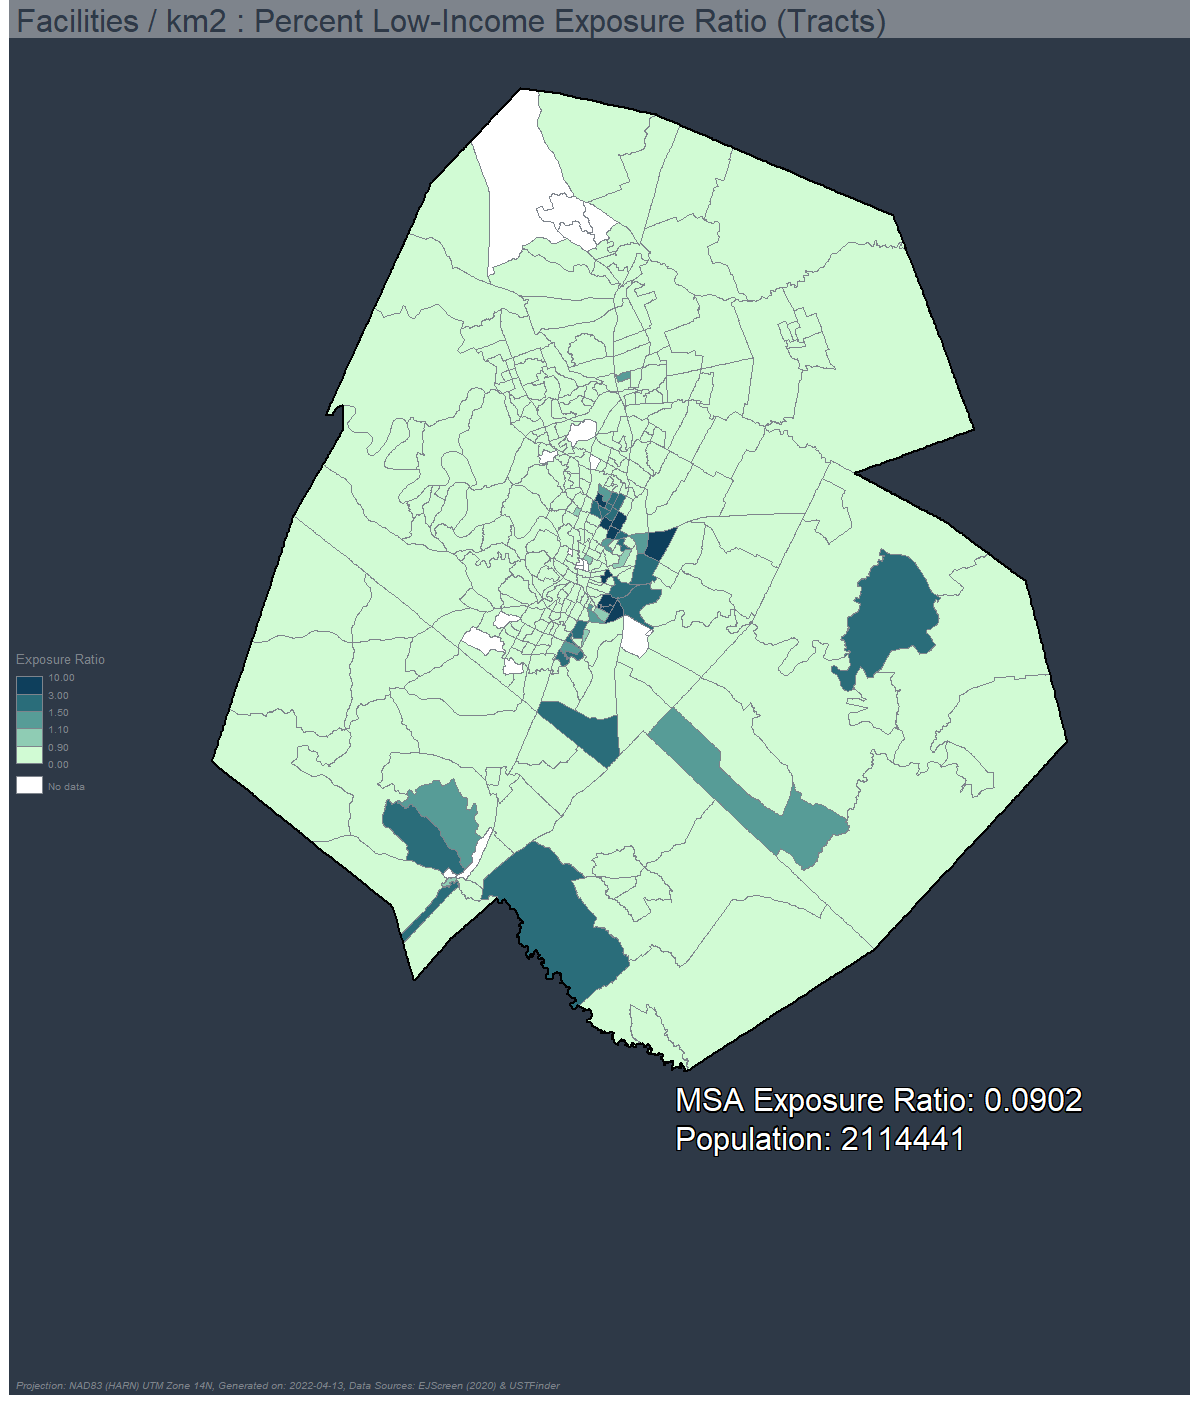 Facilities / km2 : Percent Low-Income Exposure Ratio (Tracts)
Exposure Ratio
10.00
3.00
1.50
1.10
0.90
0.00
No data
MSA Exposure Ratio: 0.0902
Population: 2114441
Projection: NAD83 (HARN) UTM Zone 14N, Generated on: 2022-04-13, Data Sources: EJScreen (2020) & USTFinder